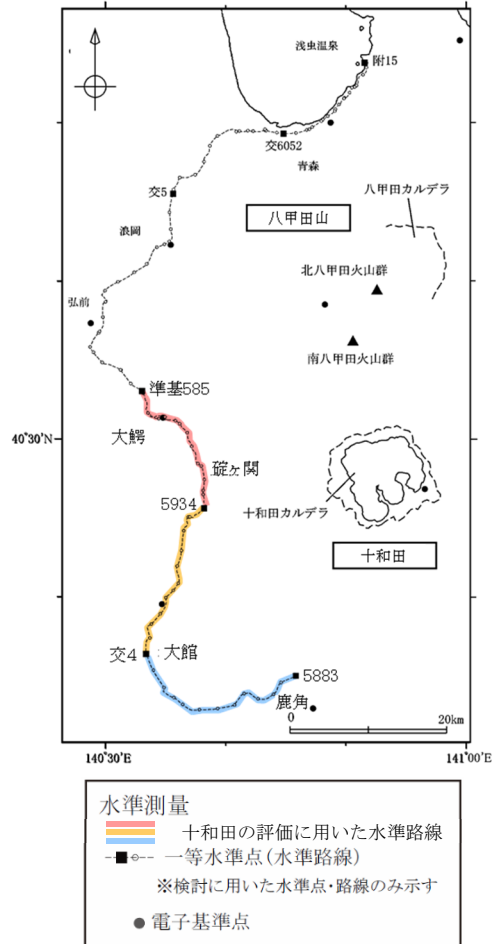 浅虫温泉
附15
交6052
青森
八甲田カルデラ
交5
八甲田山
浪岡
北八甲田火山群
弘前
南八甲田火山群
準基585
40°30'N
大鰐
碇ヶ関
5934
十和田カルデラ
十和田
交4
大館
5883
鹿角
0
20km
140°30'E
141°00'E
水準測量
十和田の評価に用いた水準路線
一等水準点(水準路線)
※検討に用いた水準点・路線のみ示す
電子基準点